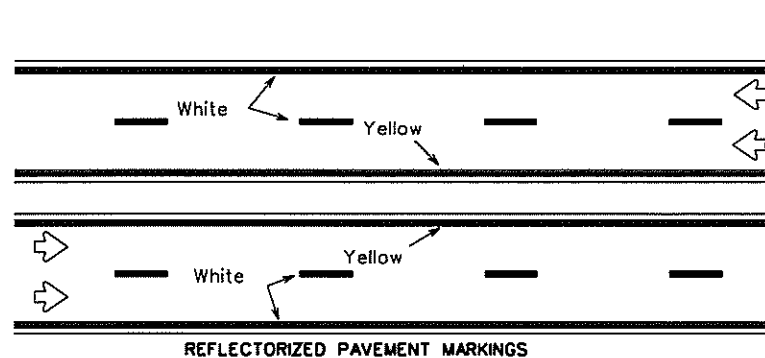 White
Yellow
Yellow
White
REFLECTORIZED PAVEMENT MARKINGS